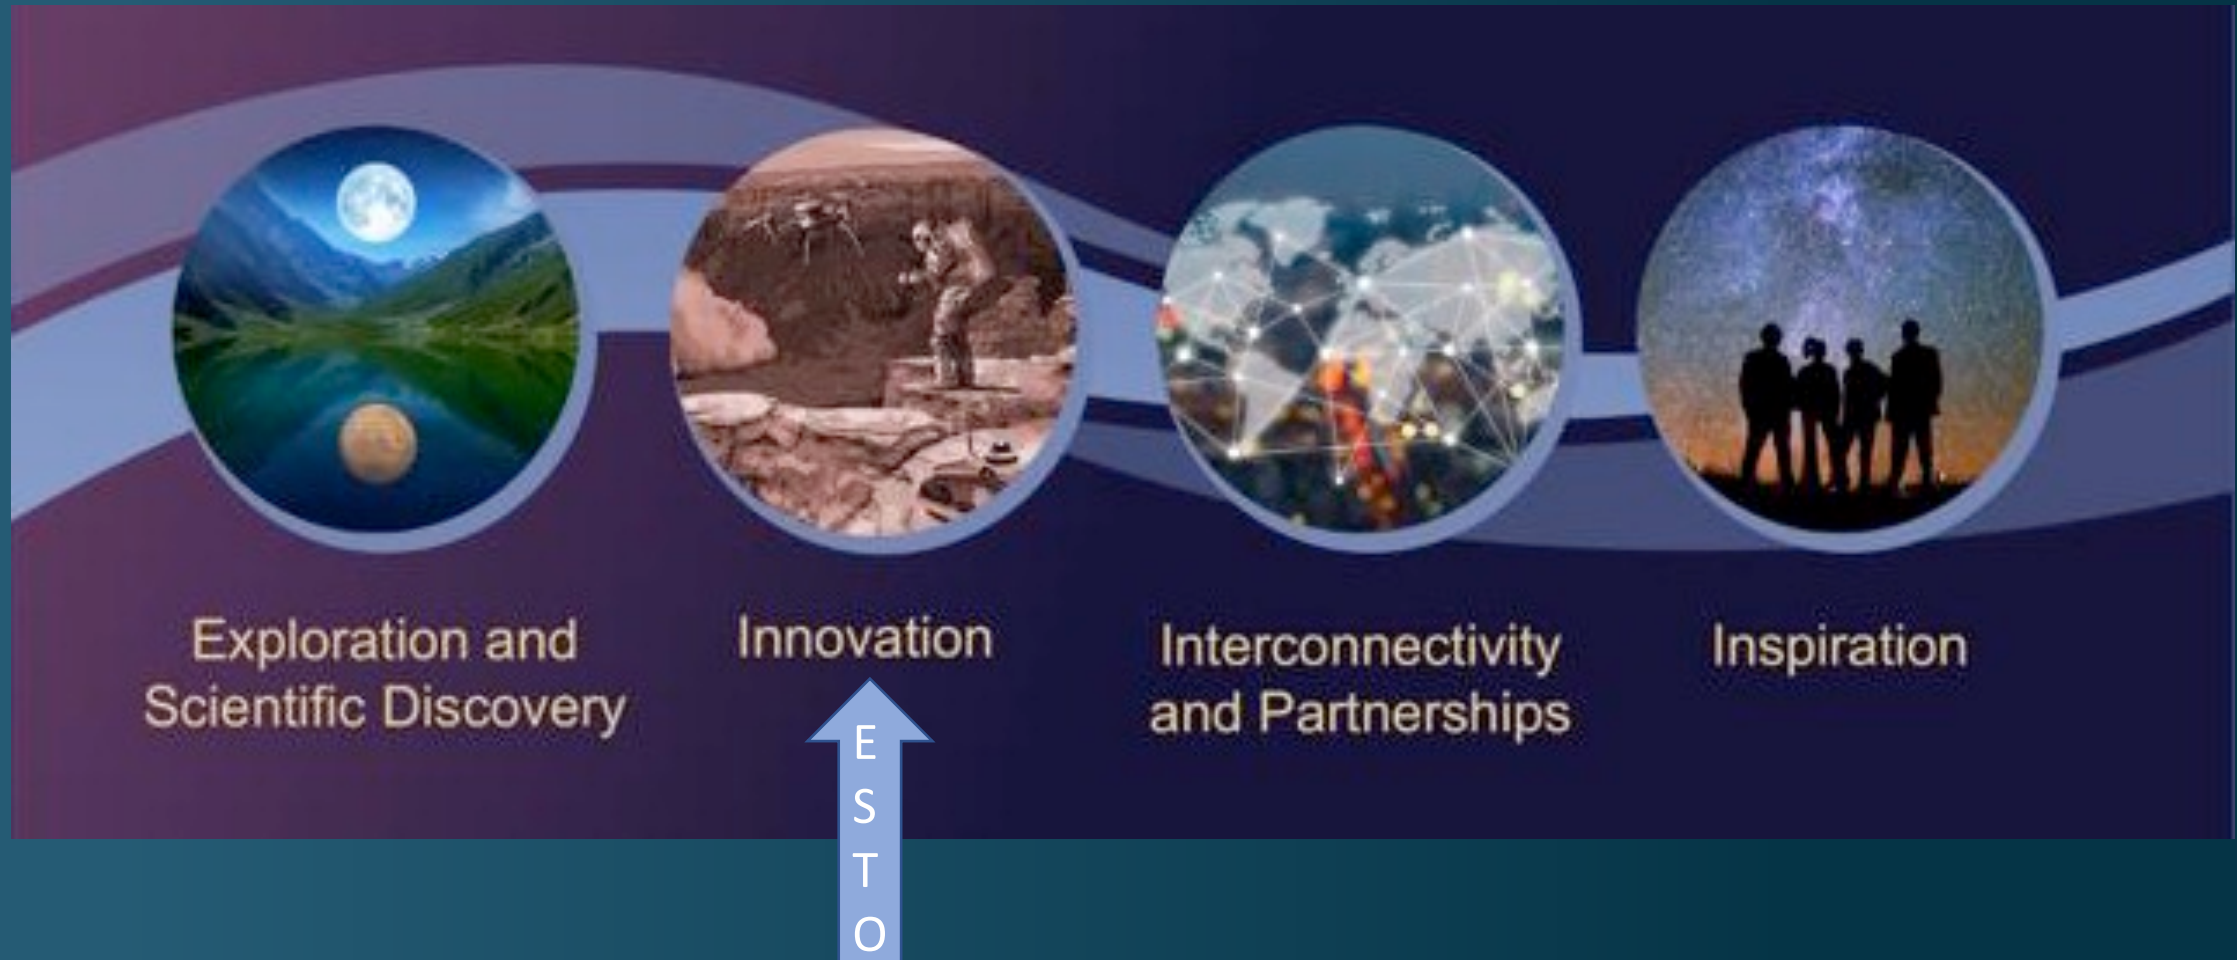 Exploration and
Scientific Discovery
Innovation
Interconnectivity
and Partnerships
Inspiration
E
S
T
O